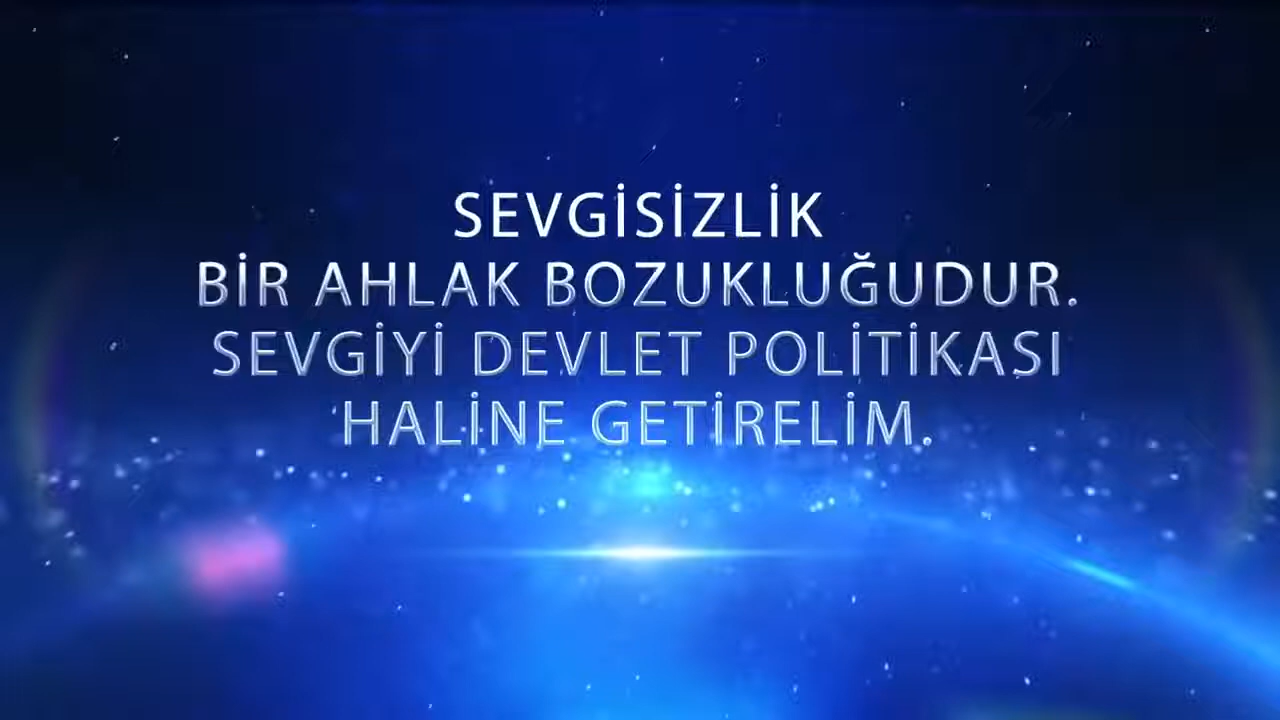 SEVGİSİZLİK
BİR AHLAK BOZUKLUĞUDUR.
SEVGİYİ DEVLET POLİTİKASI
HALİNE GETİRELİM.